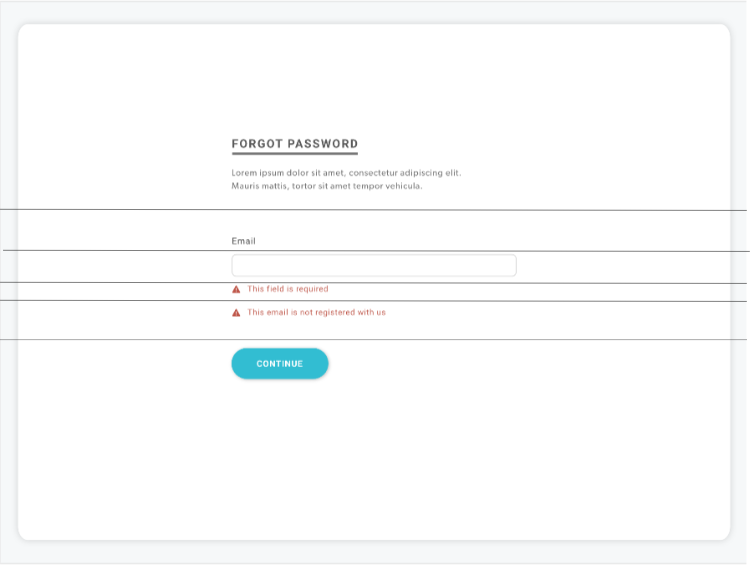 FORGOT PASSWORD
Lorem ipsum dolor sit amet, consectetur adipiscing elit.
Mauris mattis, tortor sit amet tempor vehicula.
Email
This field is required
This email is not registered with us
CONTINUE